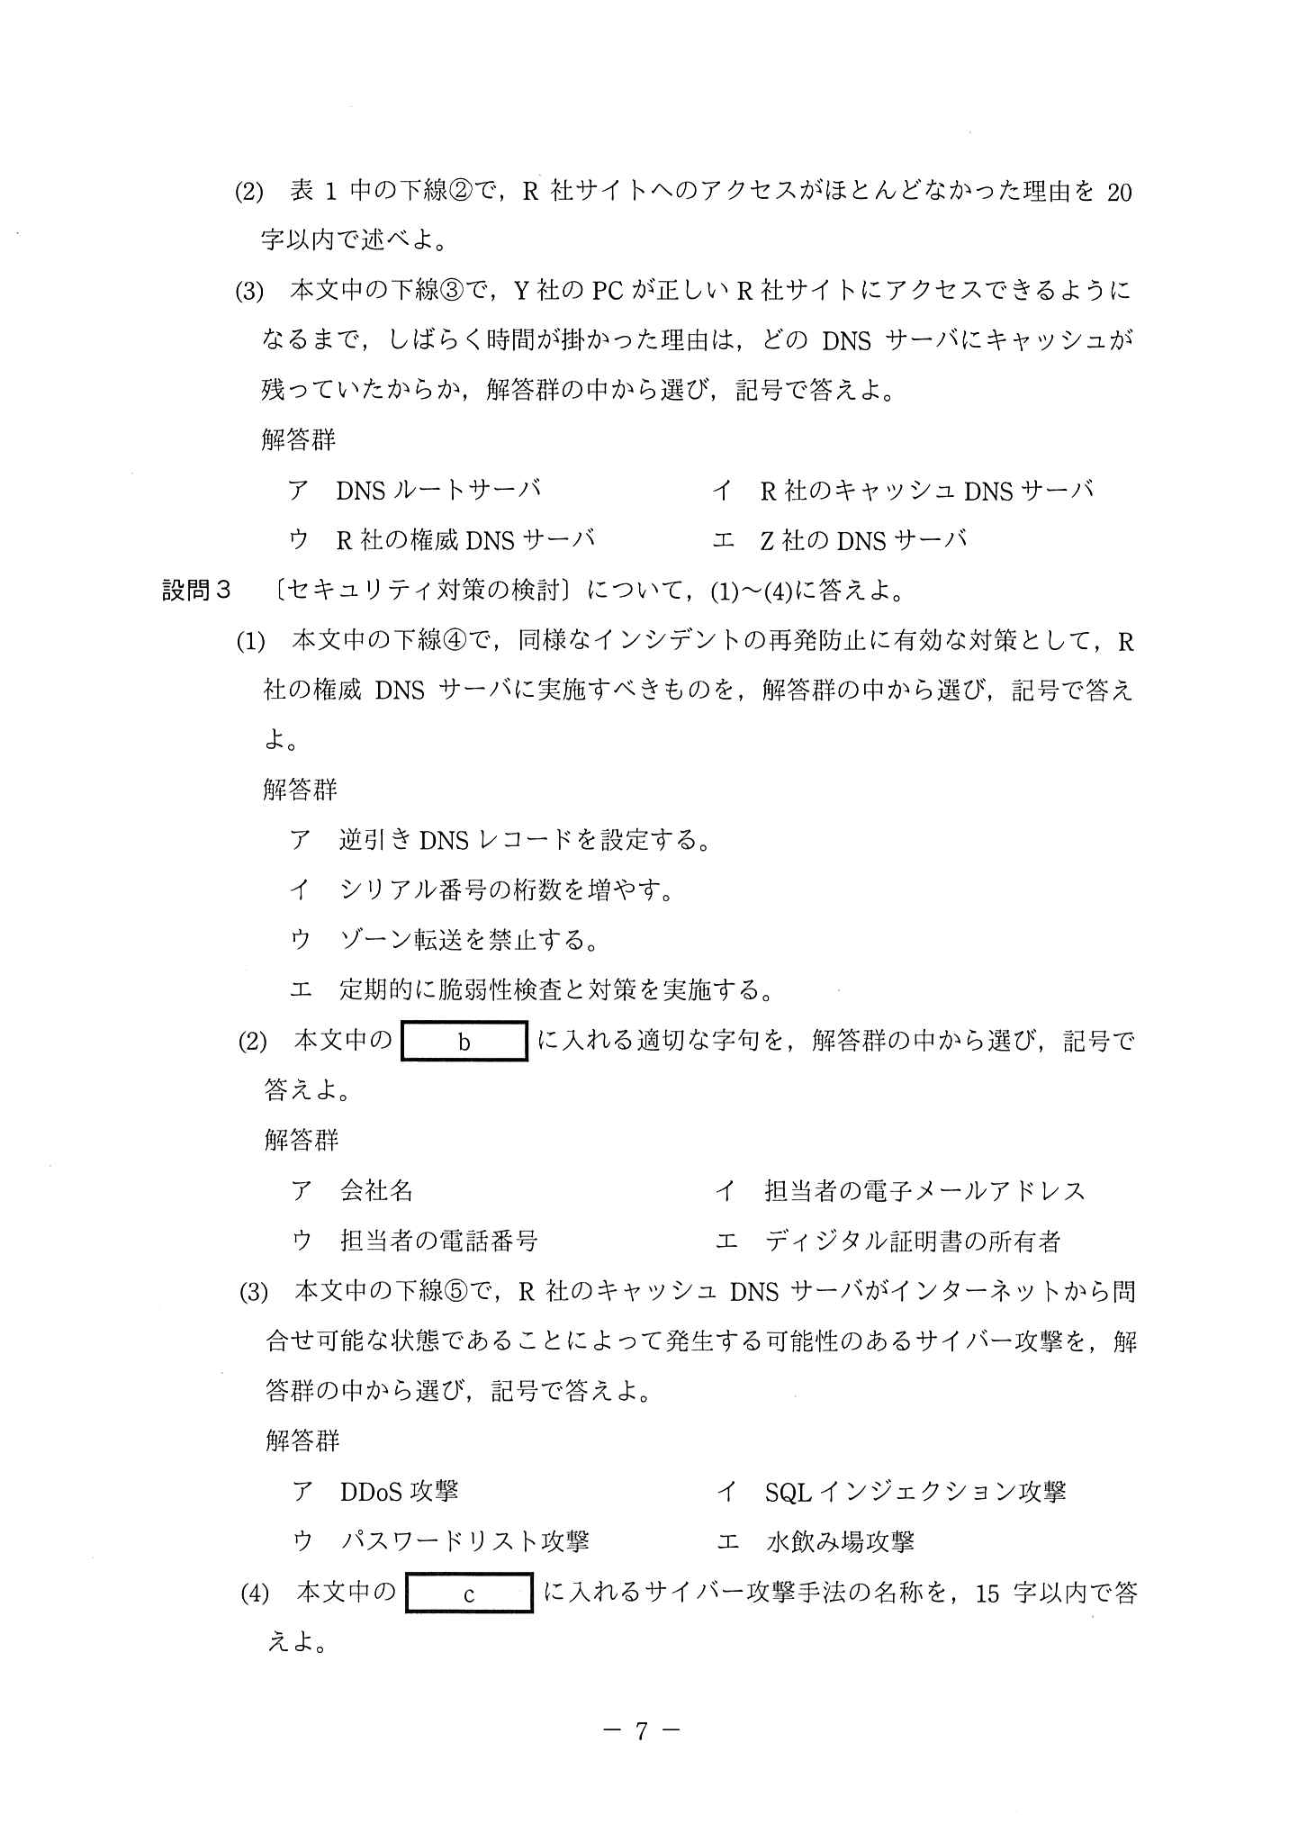 (2) 表 1 中の下線②で，R 社サイトへのアクセスがほとんどなかった理由を 20
字以内で述べよ。
(3) 本文中の下線③で，Y 社の PC が正しい R 社サイトにアクセスできるように
なるまで，しばらく時間が掛かった理由は，どの DNS サーバにキャッシュが
残っていたからか，解答群の中から選び，記号で答えよ。
解答群
ア DNS ルートサーバ イ R 社のキャッシュ DNS サーバ
ウ R 社の権威 DNS サーバ エ Z 社の DNS サーバ
設問３ 〔セキュリティ対策の検討〕について，(1)～(4)に答えよ。
(1) 本文中の下線④で，同様なインシデントの再発防止に有効な対策として，R
社の権威 DNS サーバに実施すべきものを，解答群の中から選び，記号で答え
よ。
解答群
ア 逆引き DNS レコードを設定する。
イ シリアル番号の桁数を増やす。
ウ ゾーン転送を禁止する。
エ 定期的に脆弱性検査と対策を実施する。
(2) 本文中の b に入れる適切な字句を，解答群の中から選び，記号で
答えよ。
解答群
ア 会社名 イ 担当者の電子メールアドレス
ウ 担当者の電話番号 エ ディジタル証明書の所有者
(3) 本文中の下線⑤で，R 社のキャッシュ DNS サーバがインターネットから問
合せ可能な状態であることによって発生する可能性のあるサイバー攻撃を，解
答群の中から選び，記号で答えよ。
解答群
ア DDoS 攻撃 イ SQL インジェクション攻撃
ウ パスワードリスト攻撃 エ 水飲み場攻撃
(4) 本文中の c に入れるサイバー攻撃手法の名称を，15 字以内で答
えよ。
－ 7 －